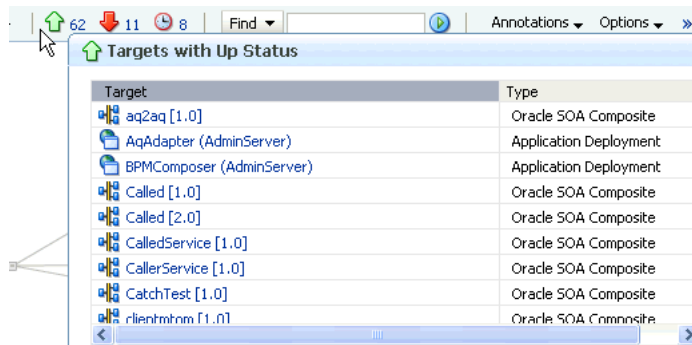 62 11 8 Find Annotations Options »
Targets with Up Status
Target Type
aq2aq [1.0] Oracle SOA Composite
AqAdapter (AdminServer) Application Deployment
BPMComposer (AdminServer) Application Deployment
Called [1.0] Oracle SOA Composite
Called [2.0] Oracle SOA Composite
CalledService [1.0] Oracle SOA Composite
CallerService [1.0] Oracle SOA Composite
CatchTest [1.0] Oracle SOA Composite
clientmtom [1.0] Oracle SOA Composite